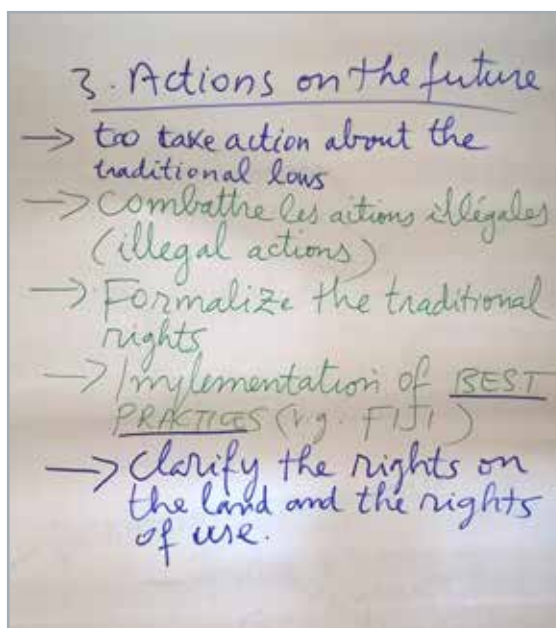 3. Actions on the future
→ too take action about the
traditional lows
→ Combattre les actions illégales
(illegal actions)
→ Formalize the traditional
rights
→ Implementation of BEST
PRACTICES (v.g. FIJI)
→ Clarify the rights on
the land and the rights
of use.